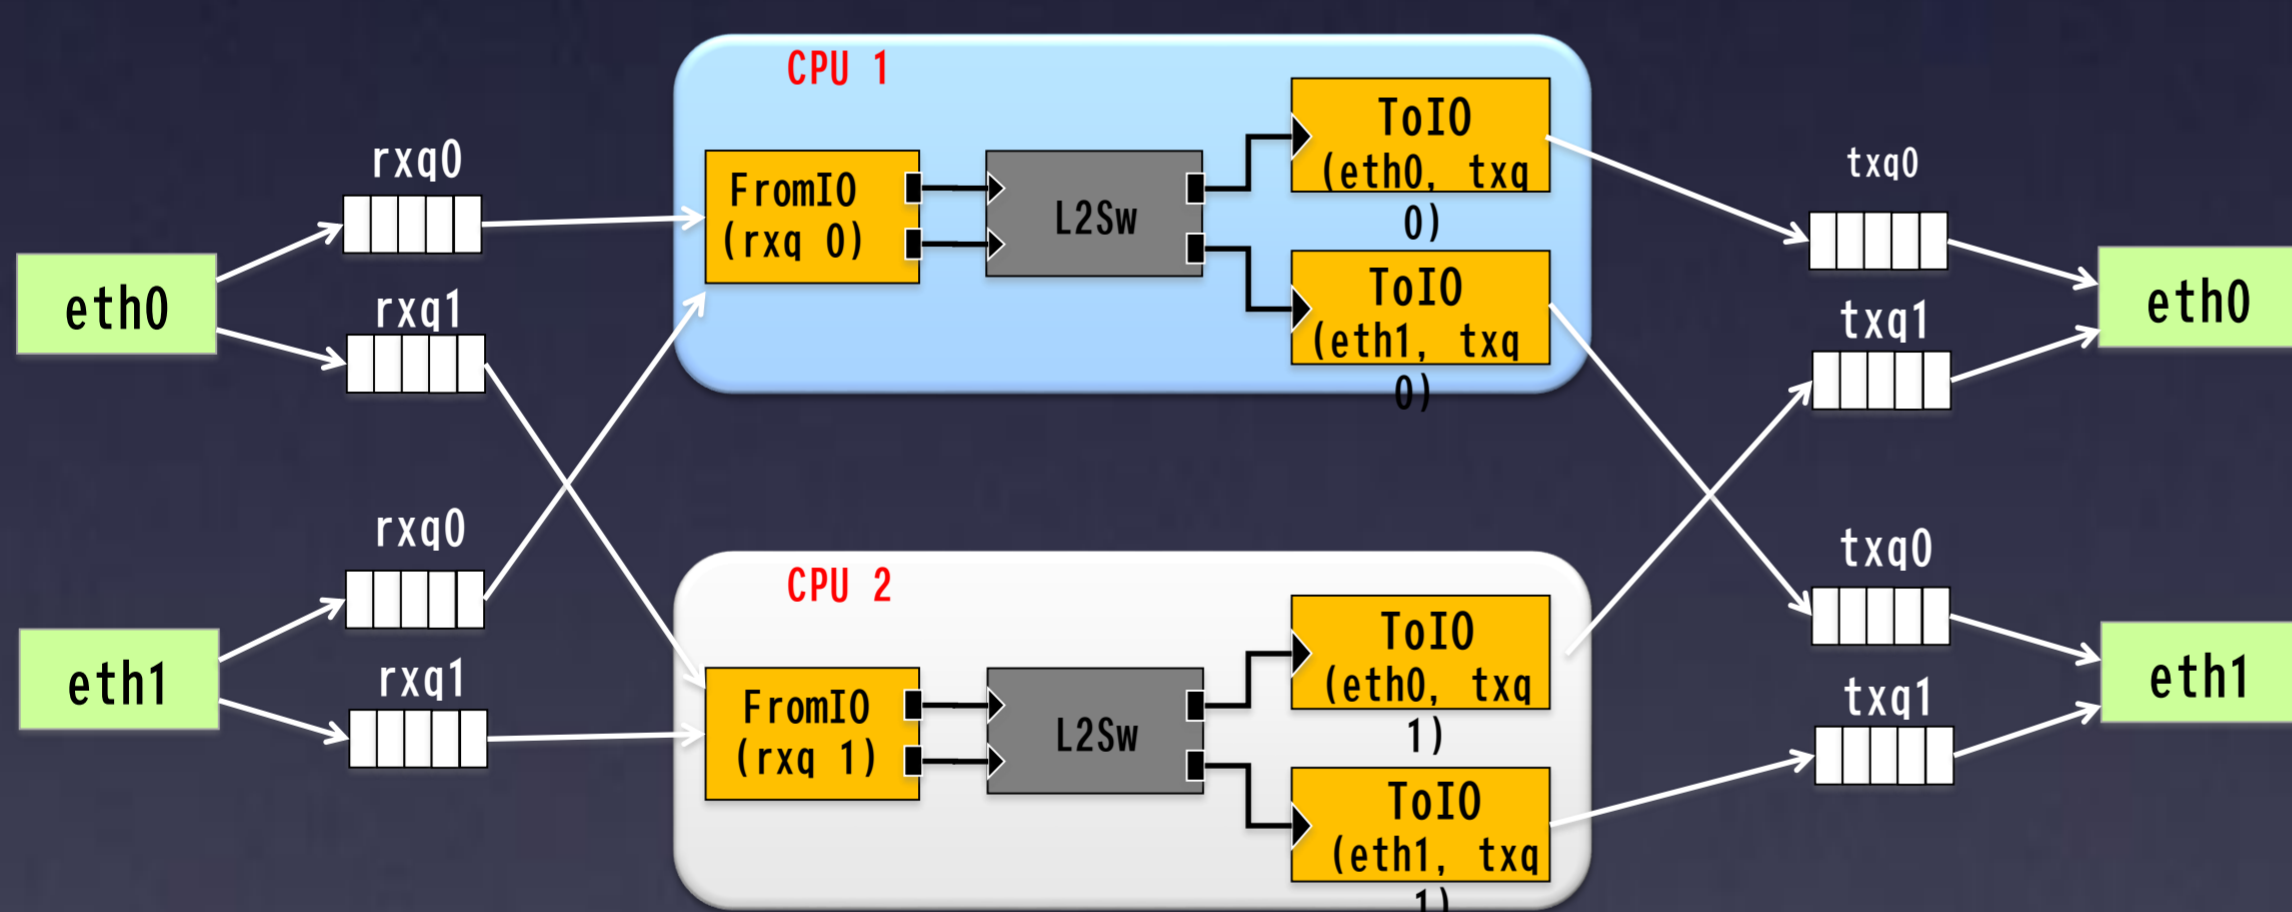 CPU 1
rxq0
eth0
rxq1
FromIO
(rxq 0)
L2Sw
ToIO
(eth0, txq
0)
ToIO
(eth1, txq
0)
txq0
txq1
eth0
rxq0
eth1
rxq1
CPU 2
FromIO
(rxq 1)
L2Sw
ToIO
(eth0, txq
1)
ToIO
(eth1, txq
1)
txq0
txq1
eth1